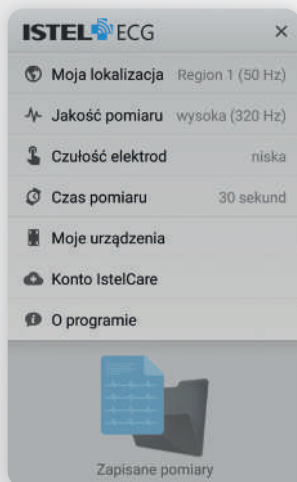 ISTEL ECG ×
Moja lokalizacja Region 1 (50 Hz)
Jakość pomiaru wysoka (320 Hz)
Czułość elektrod niska
Czas pomiaru 30 sekund
Moje urządzenia
Konto IstelCare
O programie
Zapisane pomiary